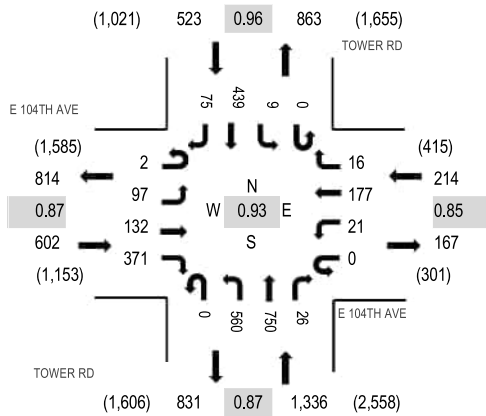 (1,021) 523 0.96 863 (1,655)
TOWER RD
E 104TH AVE
75 439 9 0
(1,585) (415)
2 16
814 214
97 177
N
0.87 W 0.93 E 0.85
132 21
602 S 167
371 0
(1,153) (301)
0 560 750 26
E 104TH AVE
TOWER RD
(1,606) 831 0.87 1,336 (2,558)